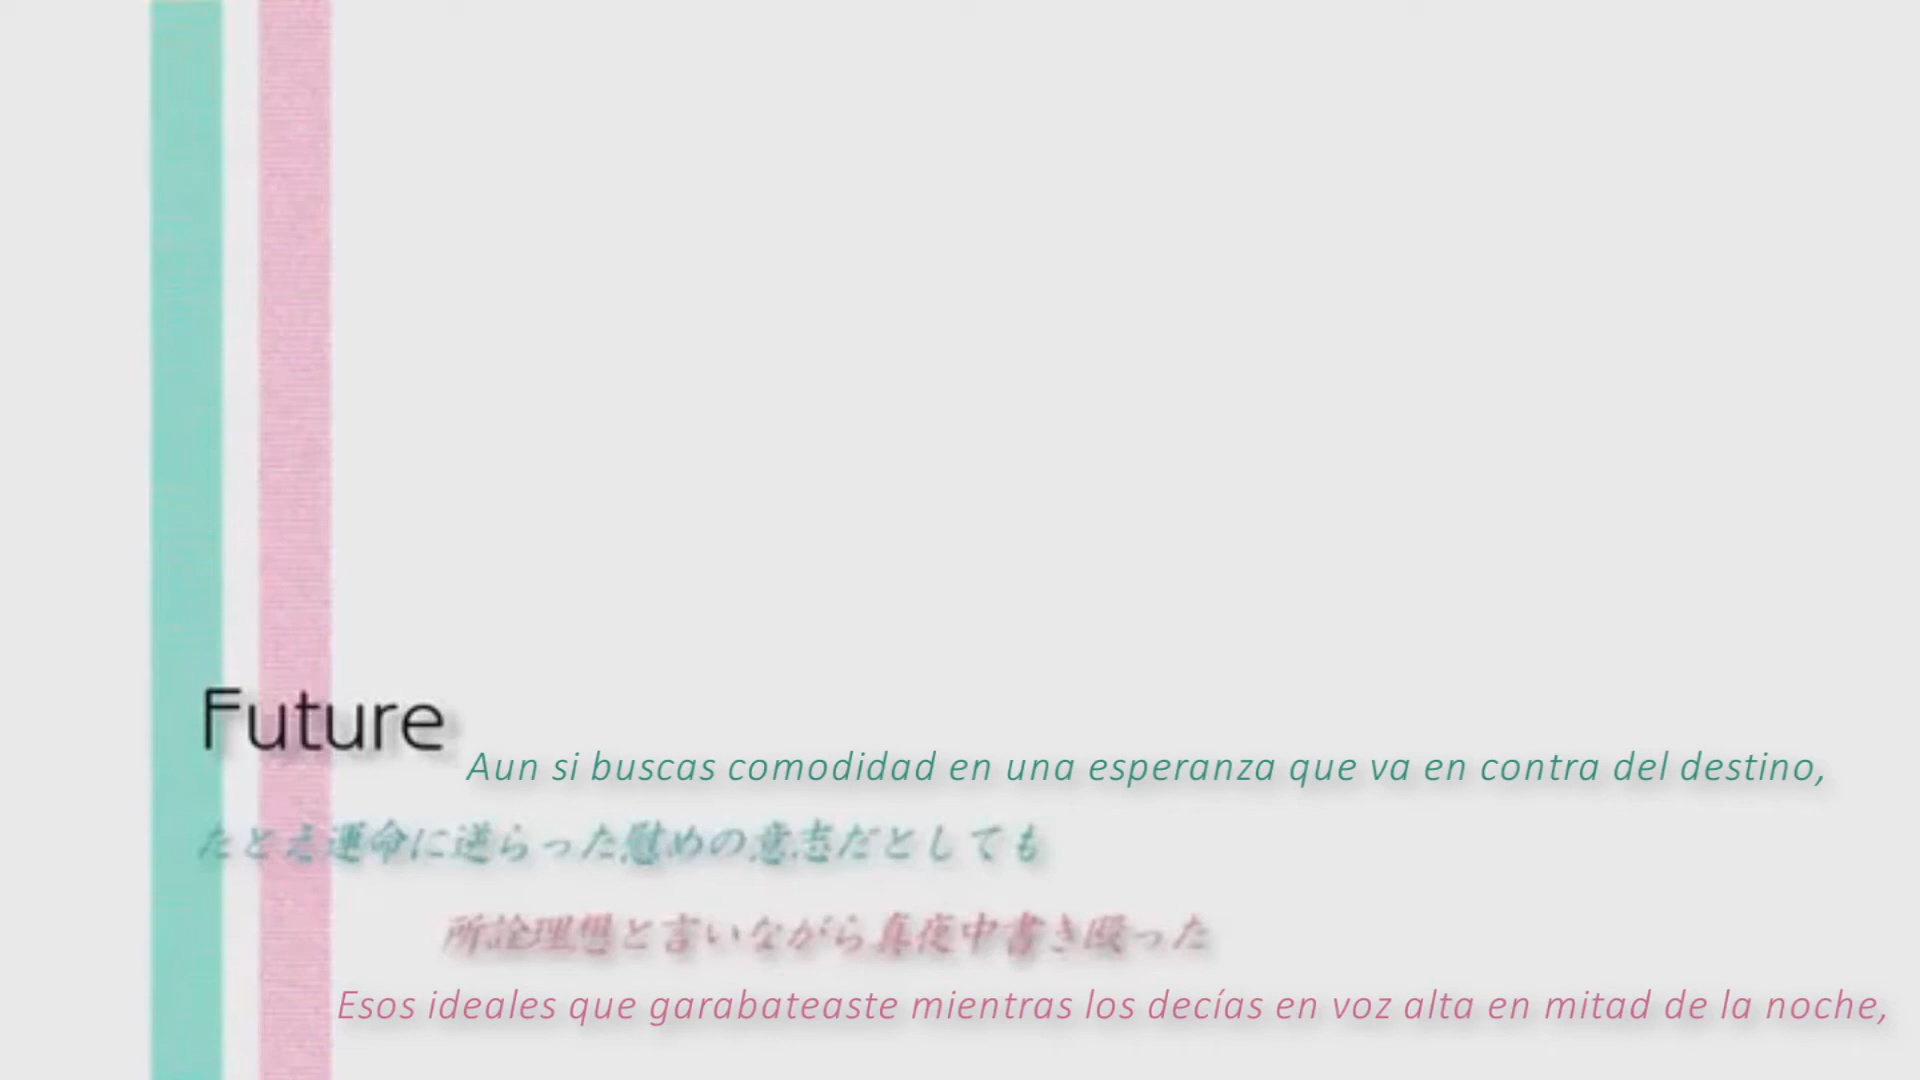 Future
Aun si buscas comodidad en una esperanza que va en contra del destino,
たとえ運命に逆らった慰めの意志だとしても
所詮理想と言いながら真夜中書き殴った
Esos ideales que garabateaste mientras los decías en voz alta en mitad de la noche,